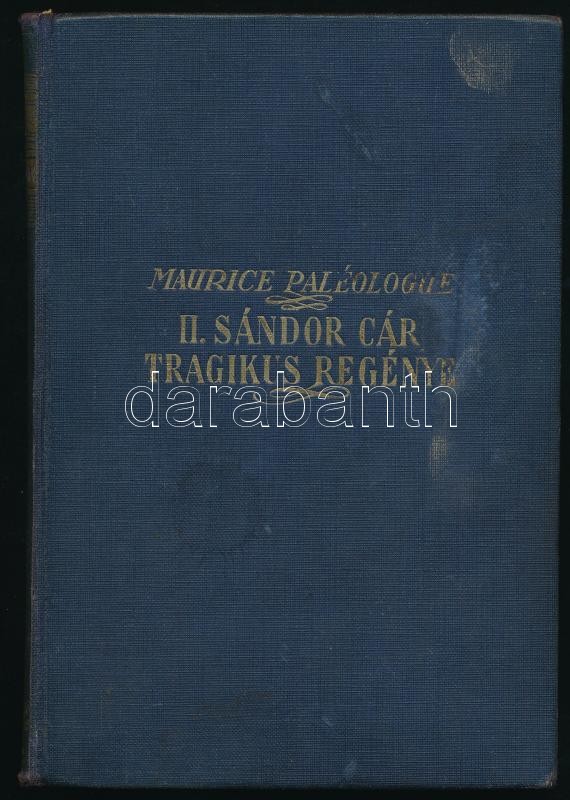 MAURICE PALÉOLOGUE
II. SÁNDOR CÁR
TRAGIKUS REGÉNYE
darabanth